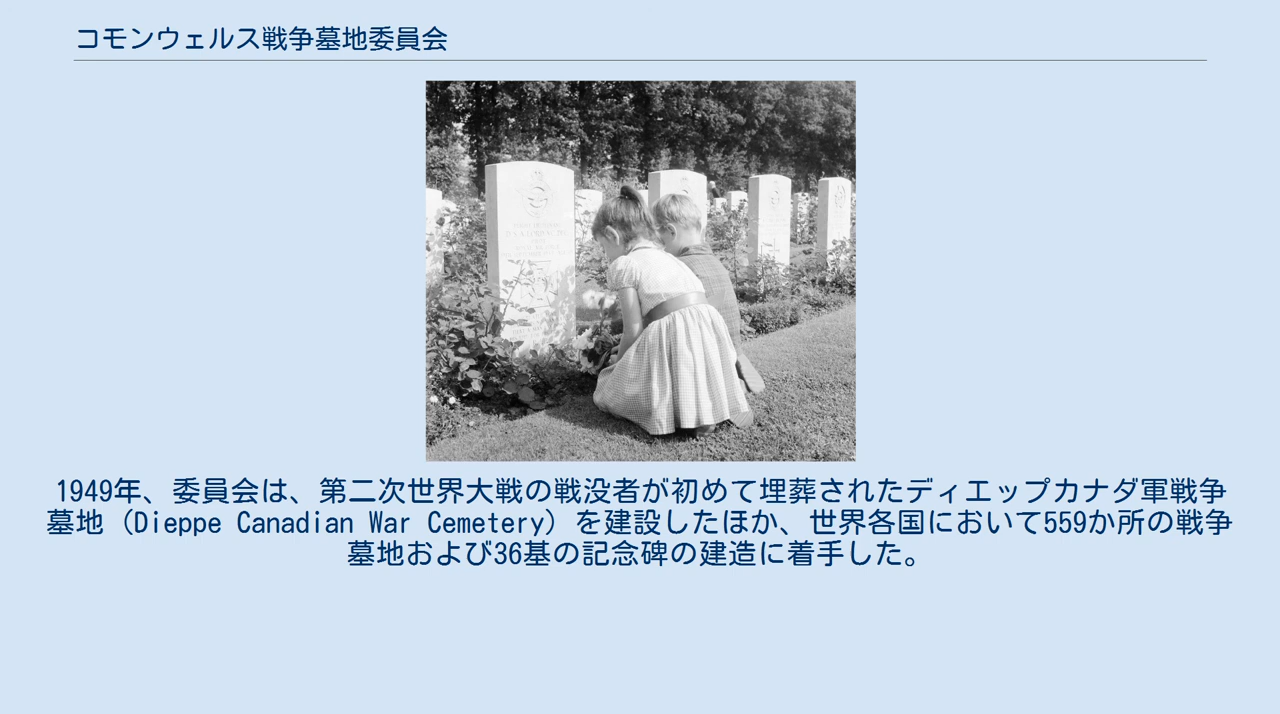 コモンウェルス戦争墓地委員会
1949年、委員会は、第二次世界大戦の戦没者が初めて埋葬されたディエップカナダ軍戦争
墓地（Dieppe Canadian War Cemetery）を建設したほか、世界各国において559か所の戦争
墓地および36基の記念碑の建造に着手した。